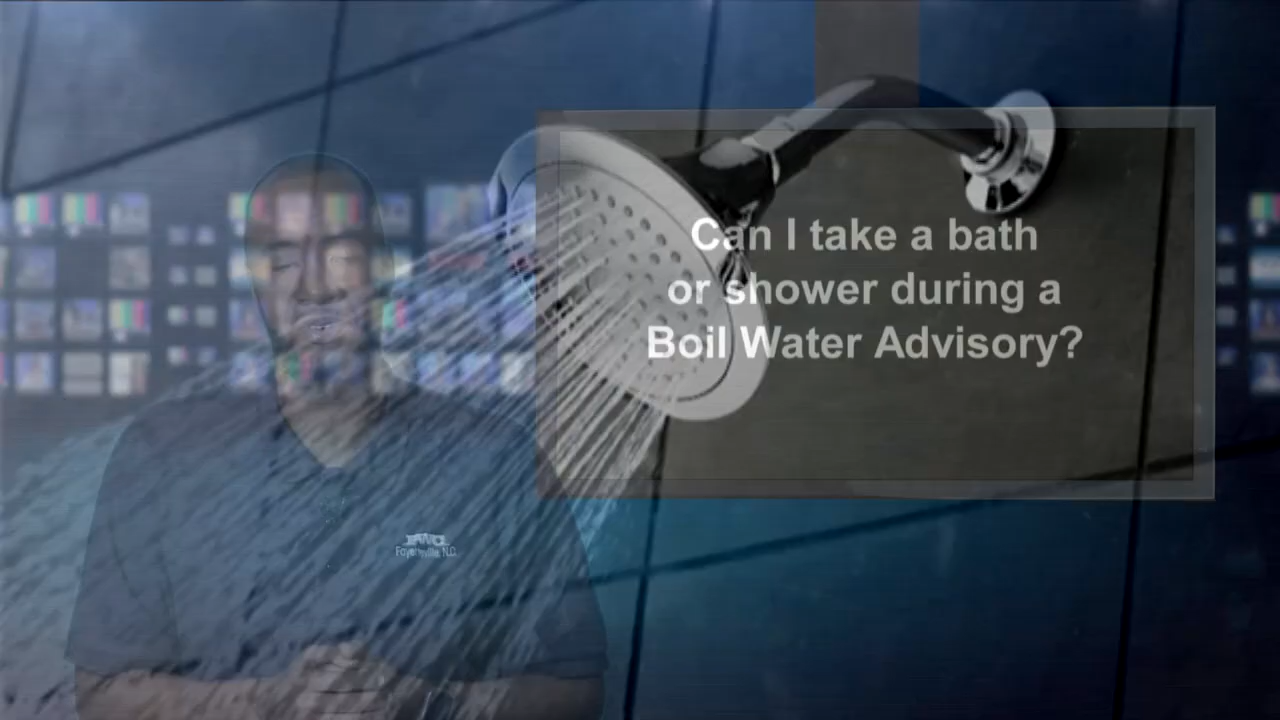 Can I take a bath
or shower during a
Boil Water Advisory?
PWC
Fayetteville, N.C.